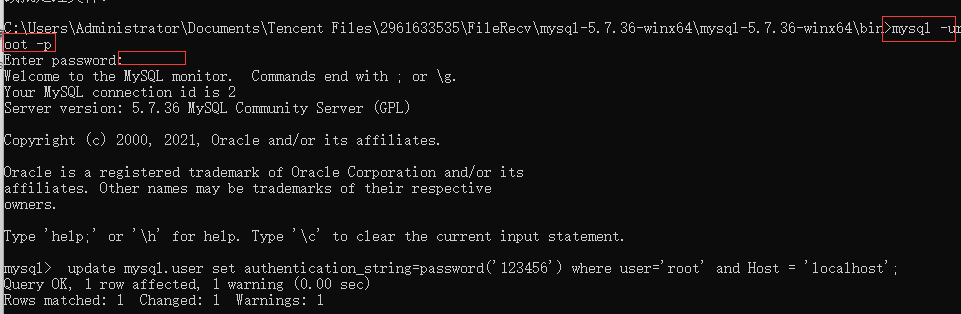 C:\Users\Administrator\Documents\Tencent Files\2961633535\FileRecv\mysql-5.7.36-winx64\mysql-5.7.36-winx64\bin>mysql -ur
oot -p
Enter password:
Welcome to the MySQL monitor.  Commands end with ; or \g.
Your MySQL connection id is 2
Server version: 5.7.36 MySQL Community Server (GPL)
Copyright (c) 2000, 2021, Oracle and/or its affiliates.
Oracle is a registered trademark of Oracle Corporation and/or its
affiliates. Other names may be trademarks of their respective
owners.
Type 'help;' or '\h' for help. Type '\c' to clear the current input statement.
mysql>  update mysql.user set authentication_string=password('123456') where user='root' and Host = 'localhost';
Query OK, 1 row affected, 1 warning (0.00 sec)
Rows matched: 1  Changed: 1  Warnings: 1